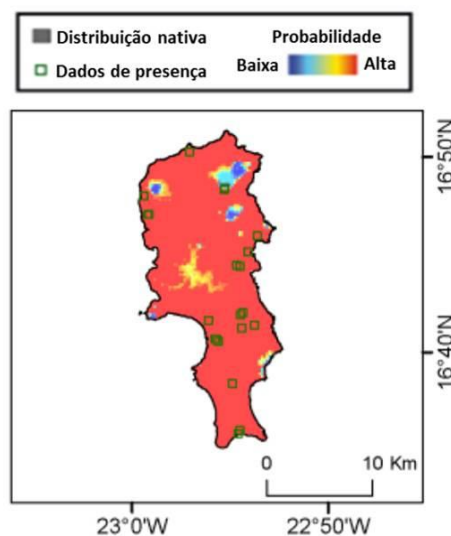 Distribuição nativa
Dados de presença
Probabilidade
Baixa Alta
16°50'N
16°40'N
0 10 Km
23°0'W 22°50'W